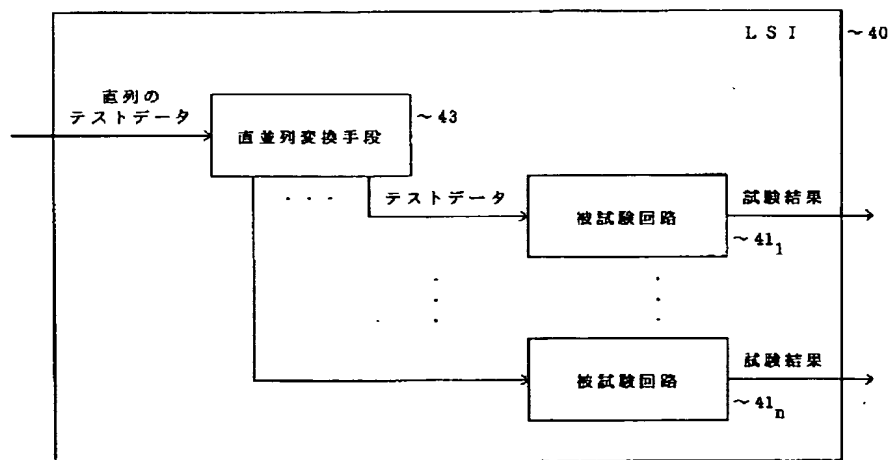 LSI
～40
直列の
テストデータ
直並列変換手段
～43
・・・
テストデータ
被試験回路
試験結果
～41₁
被試験回路
試験結果
～41ₙ